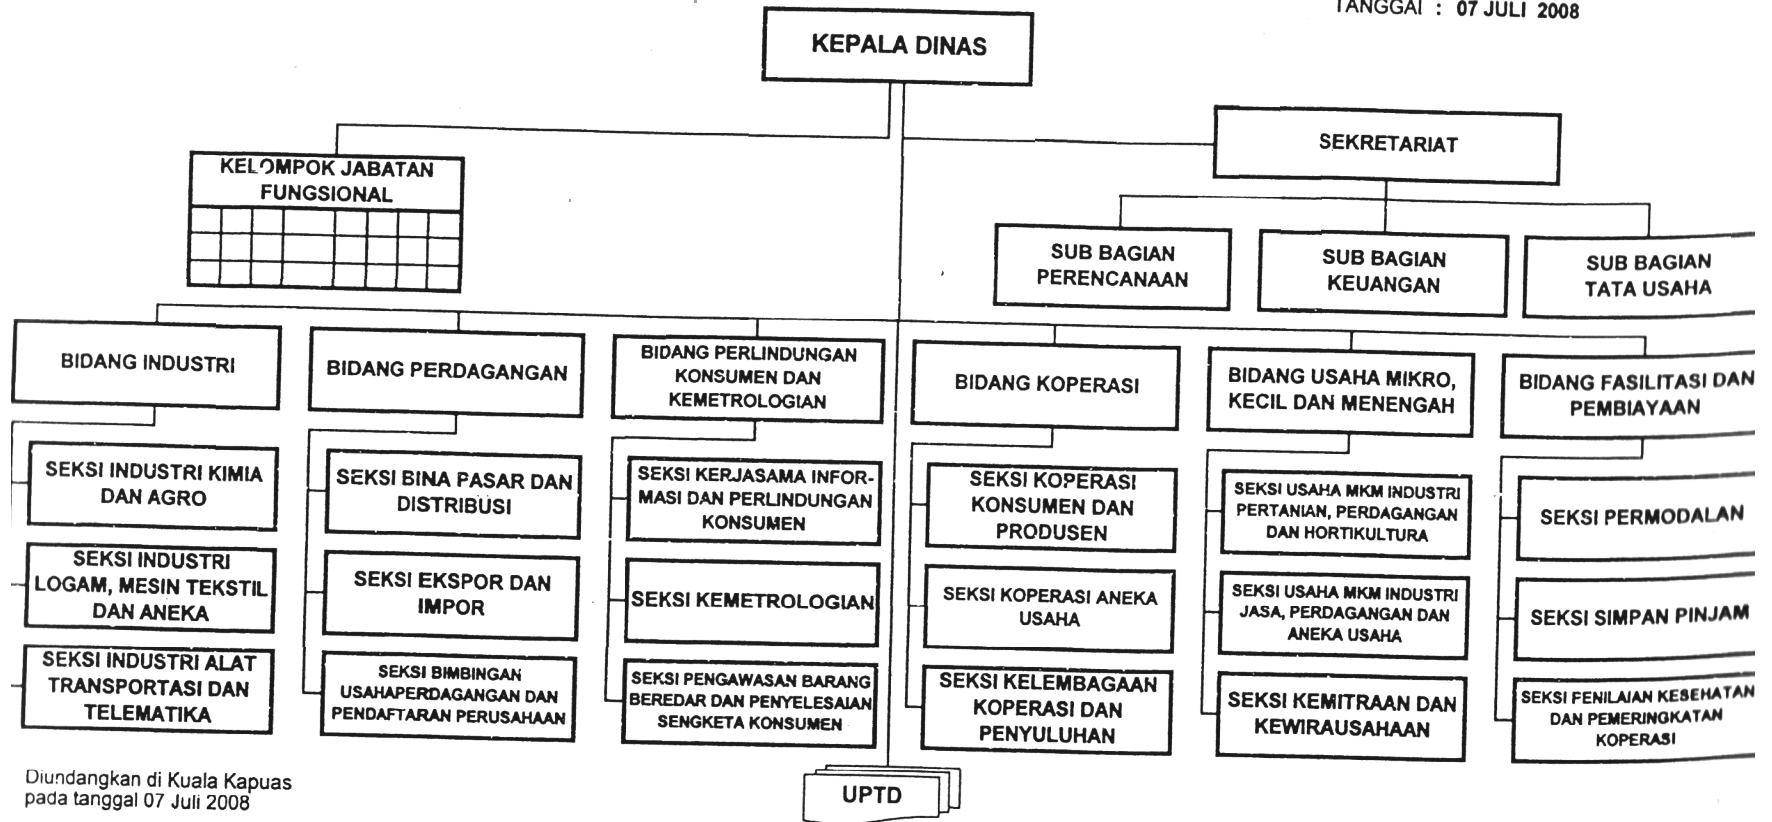 TANGGAL : 07 JULI 2008
KEPALA DINAS
SEKRETARIAT
KELOMPOK JABATAN
FUNGSIONAL
SUB BAGIAN
PERENCANAAN
SUB BAGIAN
KEUANGAN
SUB BAGIAN
TATA USAHA
BIDANG INDUSTRI
BIDANG PERDAGANGAN
BIDANG PERLINDUNGAN
KONSUMEN DAN
KEMETROLOGIAN
BIDANG KOPERASI
BIDANG USAHA MIKRO,
KECIL DAN MENENGAH
BIDANG FASILITASI DAN
PEMBIAYAAN
SEKSI INDUSTRI KIMIA
DAN AGRO
SEKSI BINA PASAR DAN
DISTRIBUSI
SEKSI KERJASAMA INFOR-
MASI DAN PERLINDUNGAN
KONSUMEN
SEKSI KOPERASI
KONSUMEN DAN
PRODUSEN
SEKSI USAHA MKM INDUSTRI
PERTANIAN, PERDAGANGAN
DAN HORTIKULTURA
SEKSI PERMODALAN
SEKSI INDUSTRI
LOGAM, MESIN TEKSTIL
DAN ANEKA
SEKSI EKSPOR DAN
IMPOR
SEKSI KEMETROLOGIAN
SEKSI KOPERASI ANEKA
USAHA
SEKSI USAHA MKM INDUSTRI
JASA, PERDAGANGAN DAN
ANEKA USAHA
SEKSI SIMPAN PINJAM
SEKSI INDUSTRI ALAT
TRANSPORTASI DAN
TELEMATIKA
SEKSI BIMBINGAN
USAHAPERDAGANGAN DAN
PENDAFTARAN PERUSAHAAN
SEKSI PENGAWASAN BARANG
BEREDAR DAN PENYELESAIAN
SENGKETA KONSUMEN
SEKSI KELEMBAGAAN
KOPERASI DAN
PENYULUHAN
SEKSI KEMITRAAN DAN
KEWIRAUSAHAAN
SEKSI PENILAIAN KESEHATAN
DAN PEMERINGKATAN
KOPERASI
UPTD
Diundangkan di Kuala Kapuas
pada tanggal 07 Juli 2008